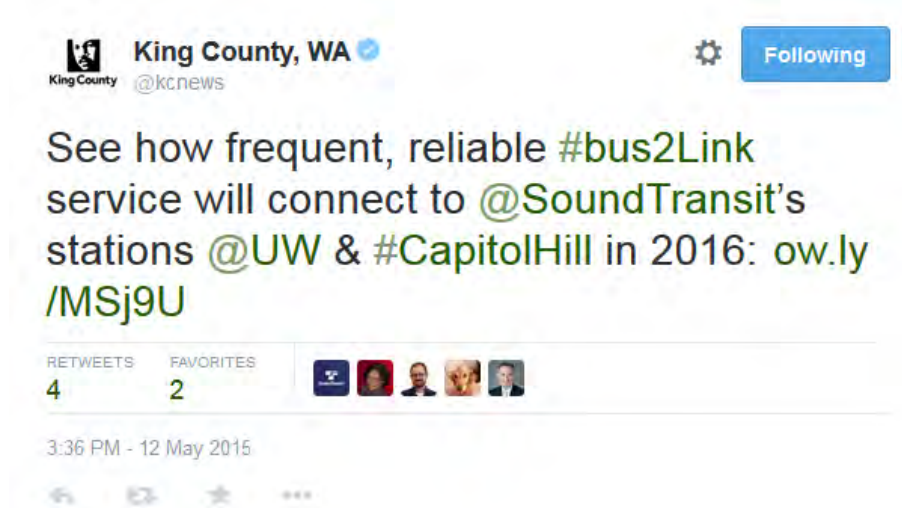 King County, WA
King County
@kcnews
Following
See how frequent, reliable #bus2Link
service will connect to @SoundTransit's
stations @UW & #CapitolHill in 2016: ow.ly
/MSj9U
RETWEETS FAVORITES
4 2
3:36 PM - 12 May 2015